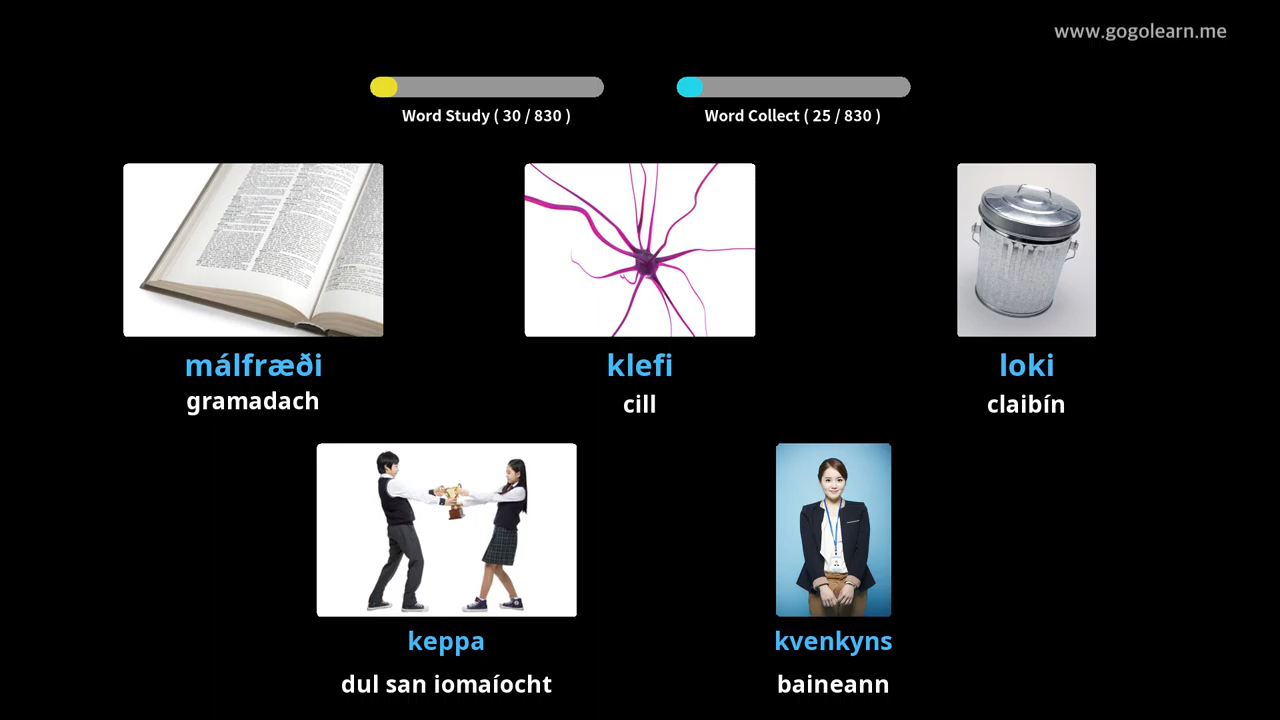 www.gogolearn.me
Word Study ( 30 / 830 )
Word Collect ( 25 / 830 )
málfræði
klefi
loki
gramadach
cill
claibín
keppa
kvenkyns
dul san iomaíocht
baineann